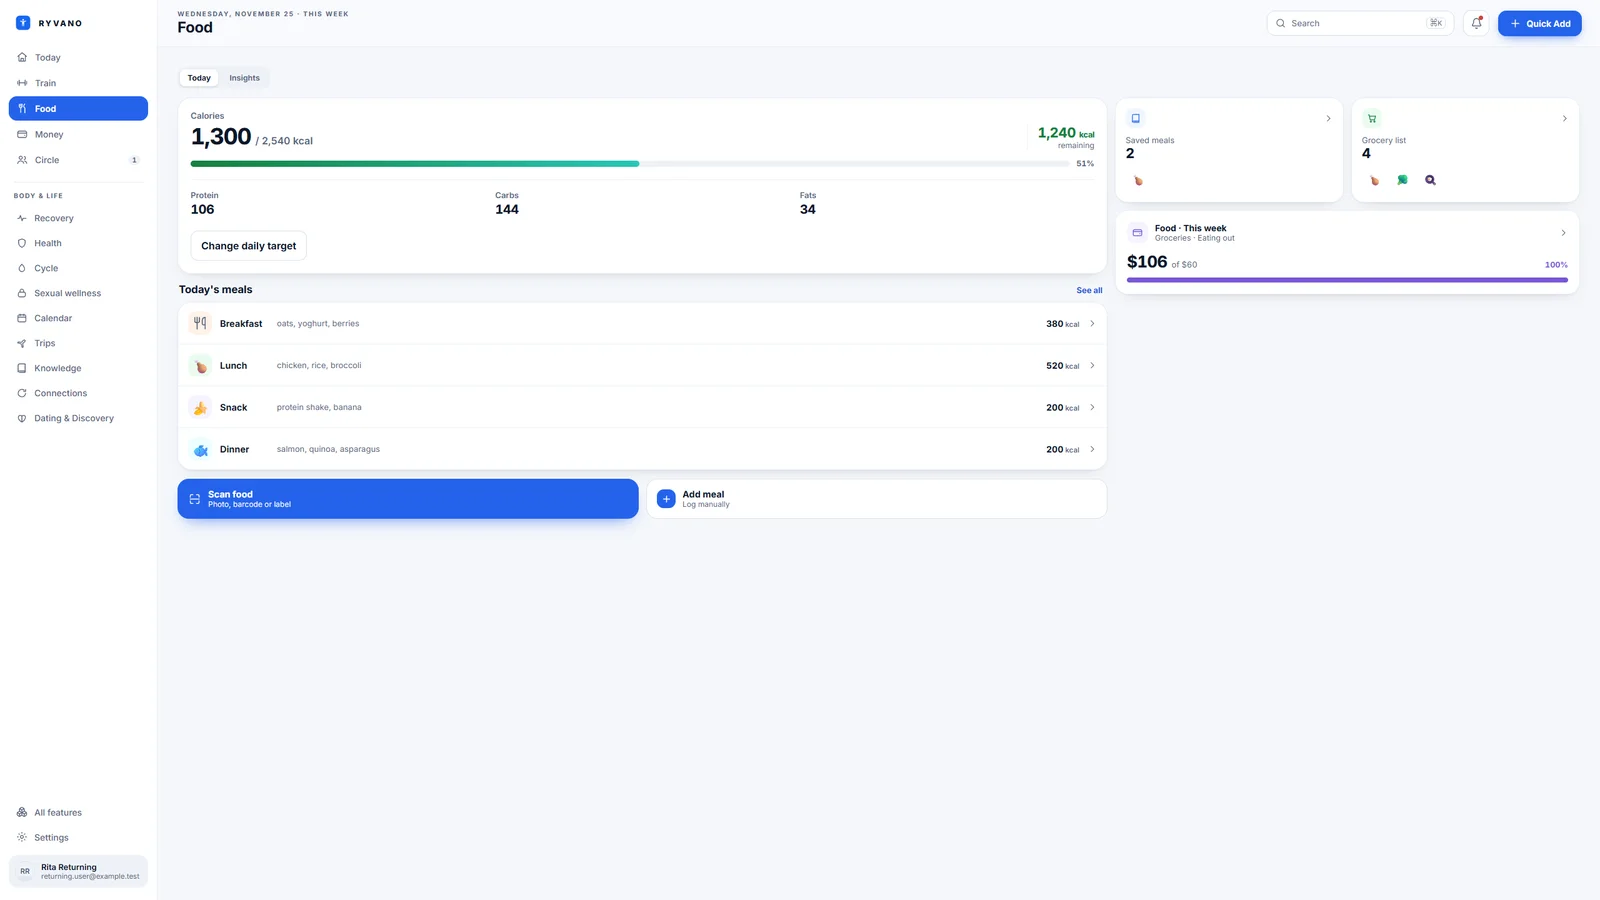 RYVANO
Today
Train
Food
Money
Circle 1
BODY & LIFE
Recovery
Health
Cycle
Sexual wellness
Calendar
Trips
Knowledge
Connections
Dating & Discovery
All features
Settings
RR
Rita Returning
returning.user@example.test
WEDNESDAY, NOVEMBER 25 · THIS WEEK
Food
Search ⌘K
Quick Add
Today Insights
Calories
1,300 / 2,540 kcal
1,240 kcal
remaining
51%
Protein
106
Carbs
144
Fats
34
Change daily target
Today's meals
See all
Breakfast oats, yoghurt, berries 380 kcal
Lunch chicken, rice, broccoli 520 kcal
Snack protein shake, banana 200 kcal
Dinner salmon, quinoa, asparagus 200 kcal
Scan food
Photo, barcode or label
Add meal
Log manually
Saved meals
2
Grocery list
4
Food · This week
Groceries · Eating out
$106 of $60
100%